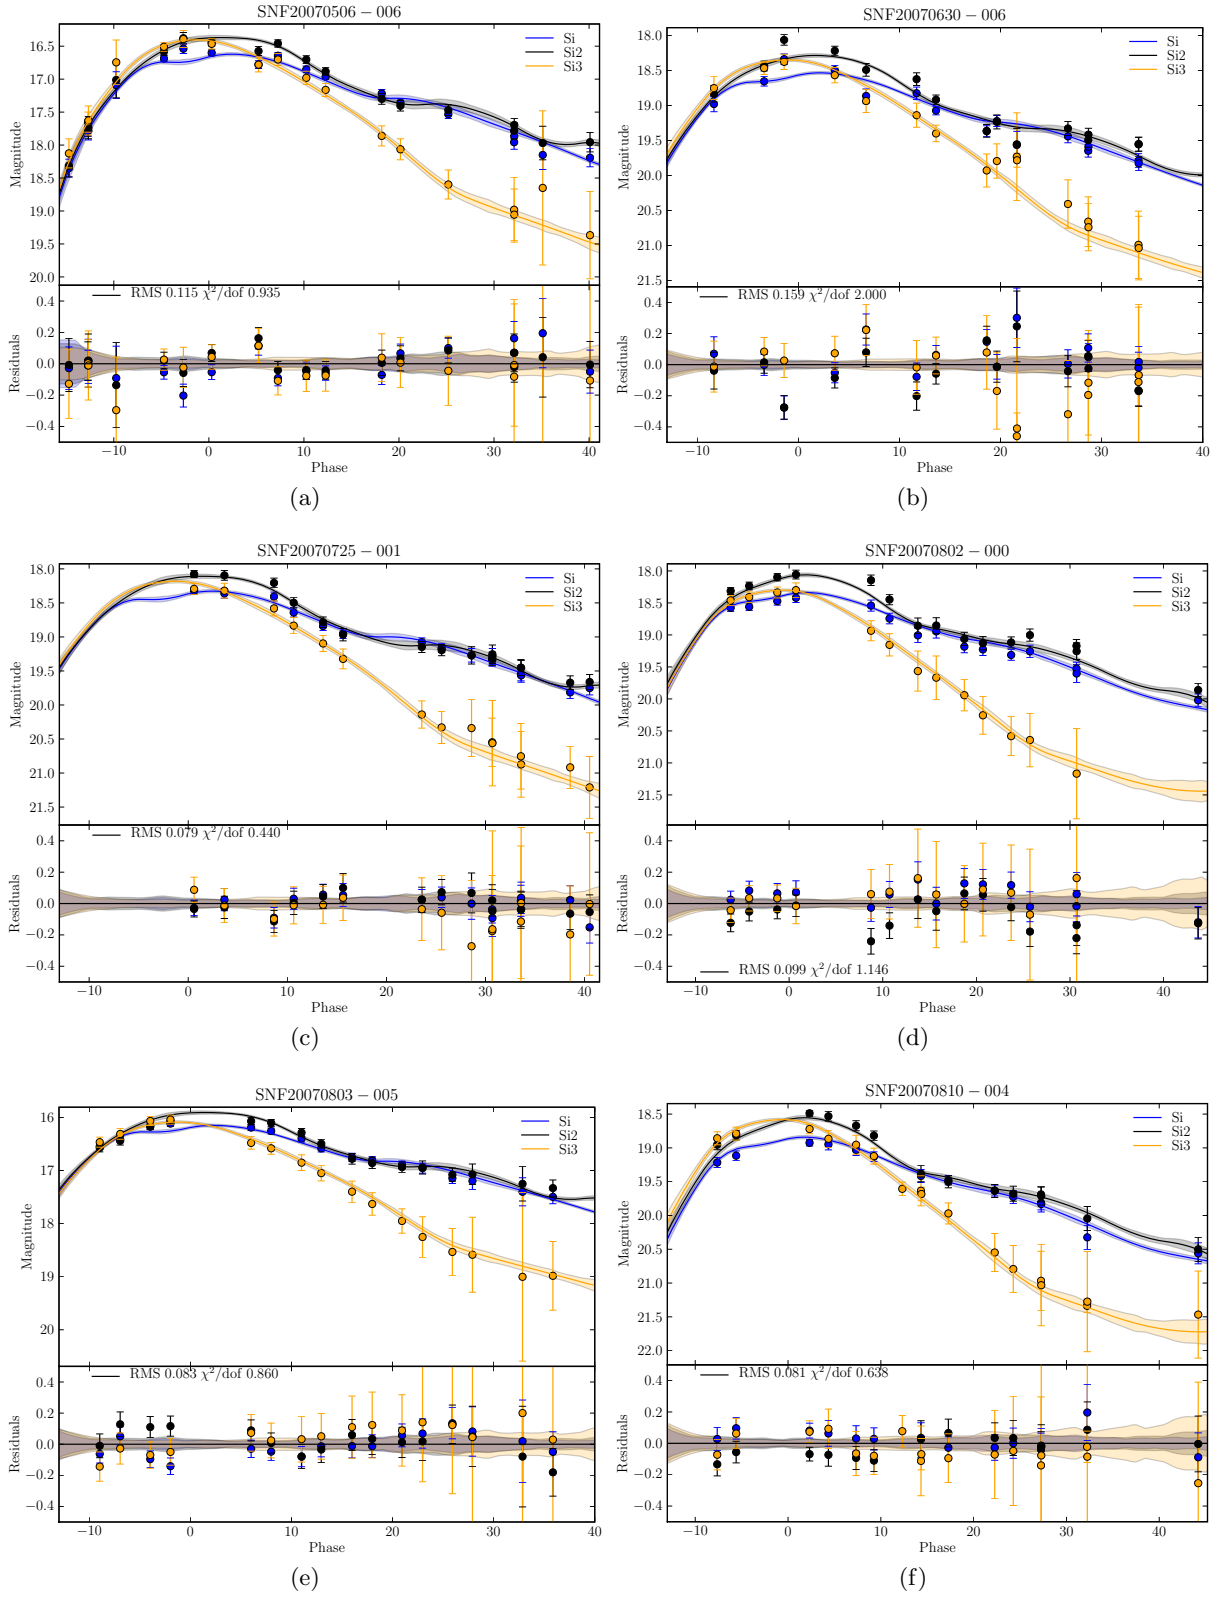 SNF20070506 − 006
Si
Si2
Si3
Magnitude
16.5
17.0
17.5
18.0
18.5
19.0
19.5
20.0
RMS 0.115 χ²/dof 0.935
Residuals
0.4
0.2
0.0
−0.2
−0.4
−10 0 10 20 30 40
Phase
(a)
SNF20070630 − 006
Si
Si2
Si3
Magnitude
18.0
18.5
19.0
19.5
20.0
20.5
21.0
21.5
RMS 0.159 χ²/dof 2.000
Residuals
0.4
0.2
0.0
−0.2
−0.4
−10 0 10 20 30 40
Phase
(b)
SNF20070725 − 001
Si
Si2
Si3
Magnitude
18.0
18.5
19.0
19.5
20.0
20.5
21.0
21.5
RMS 0.079 χ²/dof 0.440
Residuals
0.4
0.2
0.0
−0.2
−0.4
−10 0 10 20 30 40
Phase
(c)
SNF20070802 − 000
Si
Si2
Si3
Magnitude
18.0
18.5
19.0
19.5
20.0
20.5
21.0
21.5
Residuals
0.4
0.2
0.0
−0.2
−0.4
RMS 0.099 χ²/dof 1.146
−10 0 10 20 30 40
Phase
(d)
SNF20070803 − 005
Si
Si2
Si3
Magnitude
16
17
18
19
20
RMS 0.083 χ²/dof 0.860
Residuals
0.4
0.2
0.0
−0.2
−0.4
−10 0 10 20 30 40
Phase
(e)
SNF20070810 − 004
Si
Si2
Si3
Magnitude
18.5
19.0
19.5
20.0
20.5
21.0
21.5
22.0
RMS 0.081 χ²/dof 0.638
Residuals
0.4
0.2
0.0
−0.2
−0.4
−10 0 10 20 30 40
Phase
(f)